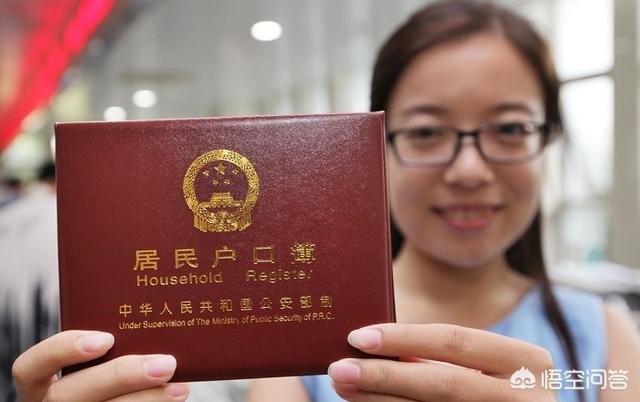 居民户口簿
Household Register
中华人民共和国公安部制
Under Supervision of The Ministry of Public Security of P.R.C.
悟空问答